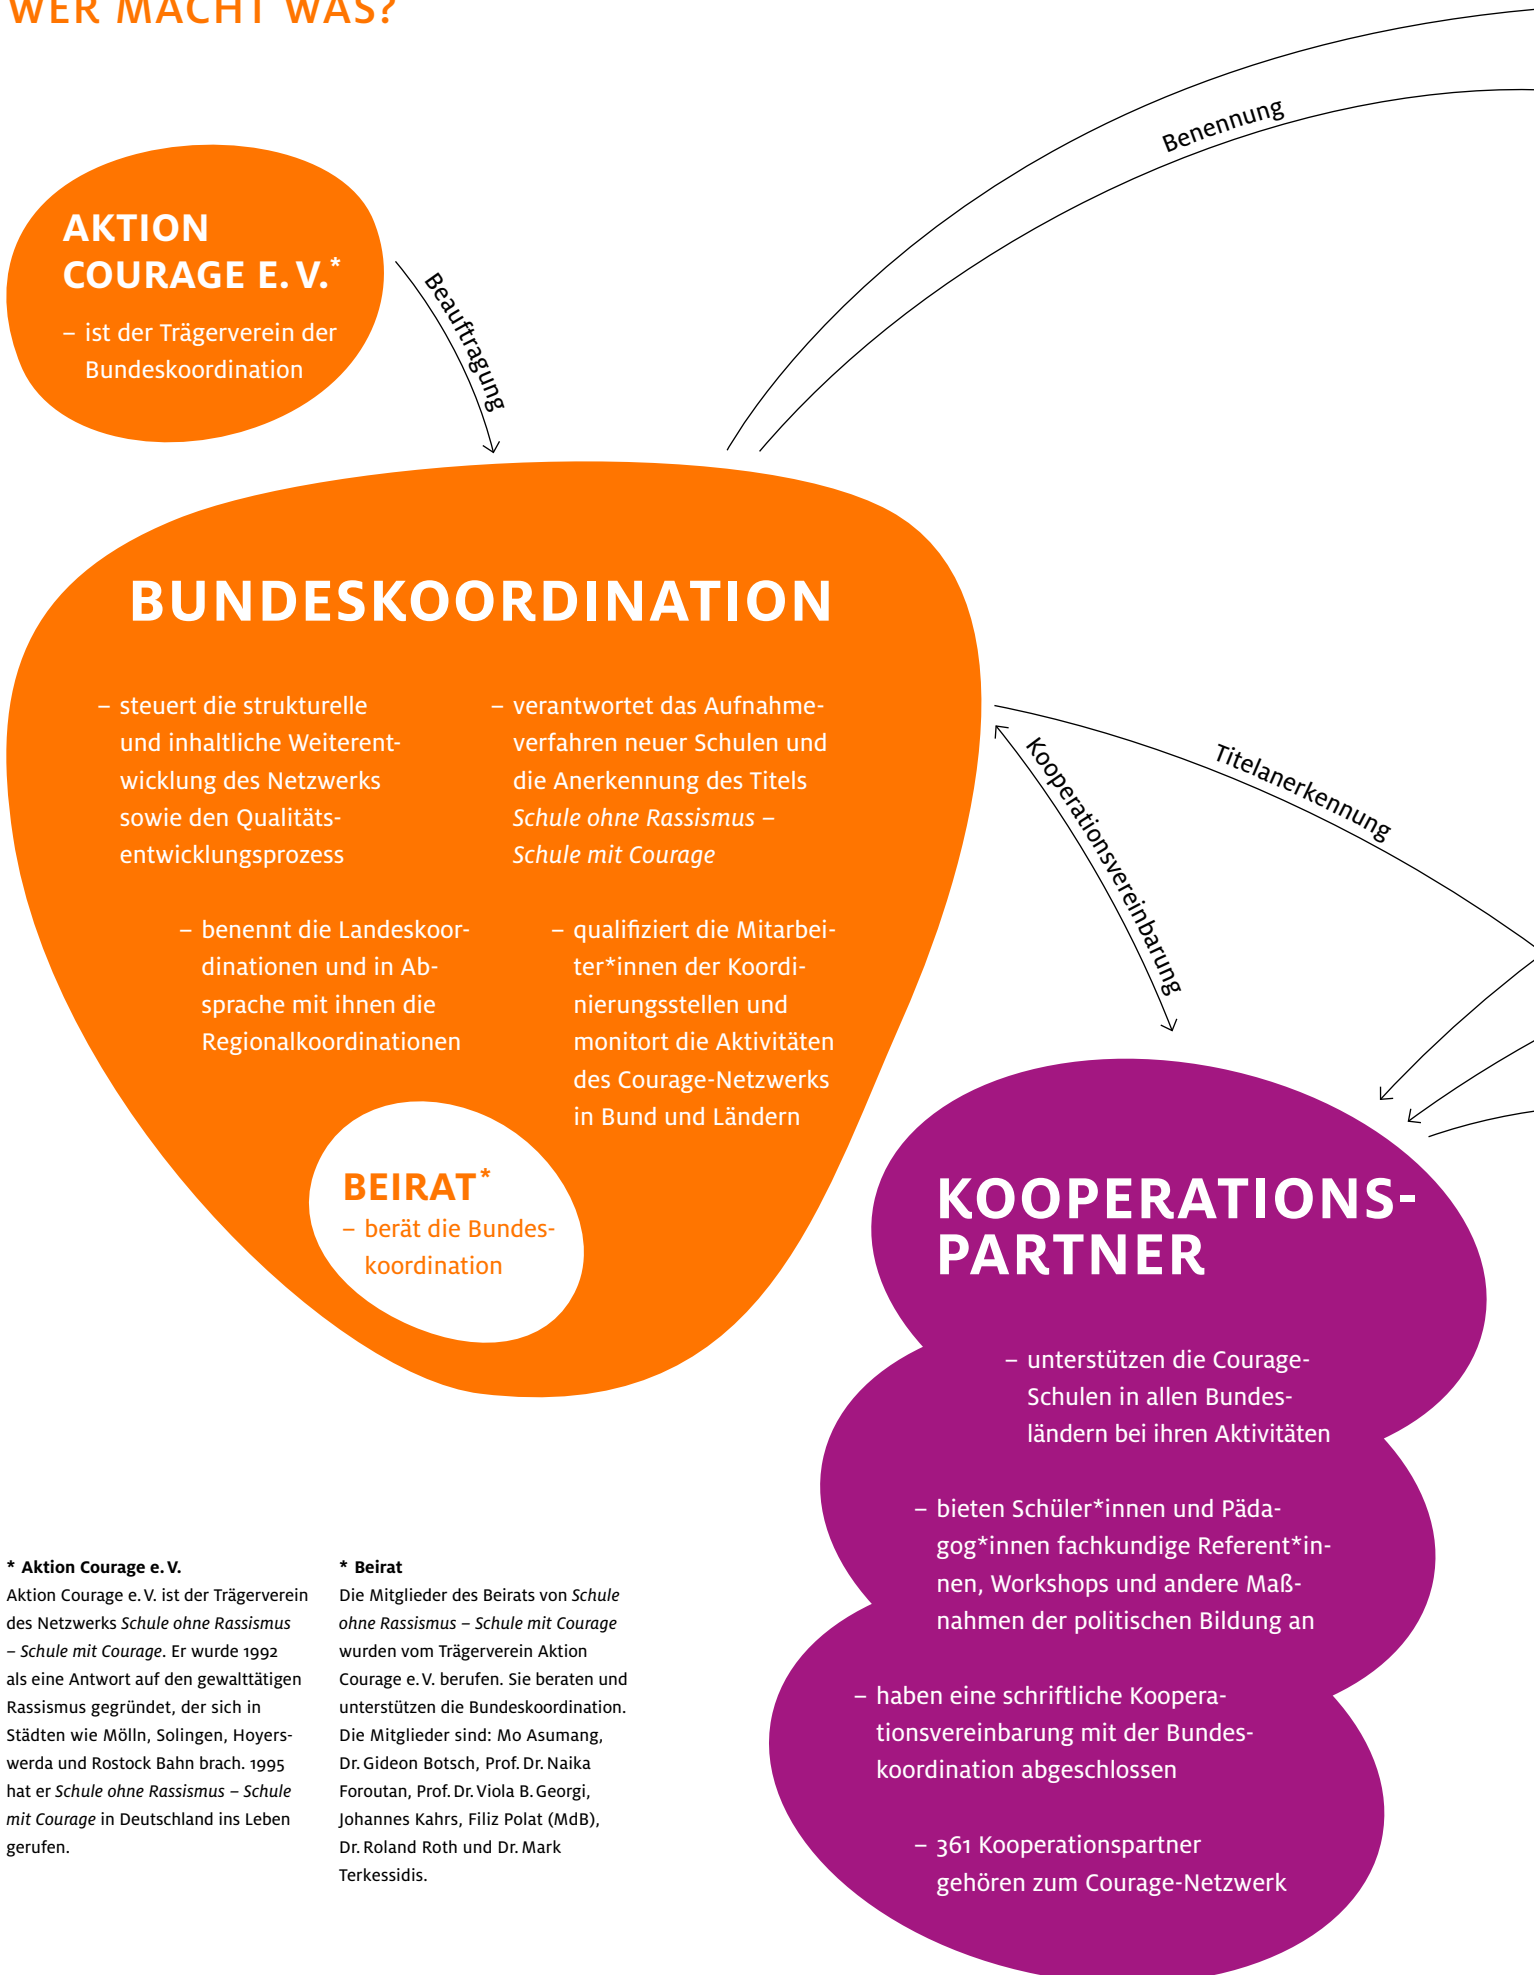 WER MACHT WAS?
Benennung
AKTION
COURAGE E. V.*
– ist der Trägerverein der
Bundeskoordination
Beauftragung
BUNDESKOORDINATION
– steuert die strukturelle
und inhaltliche Weiterent-
wicklung des Netzwerks
sowie den Qualitäts-
entwicklungsprozess
– verantwortet das Aufnahme-
verfahren neuer Schulen und
die Anerkennung des Titels
Schule ohne Rassismus –
Schule mit Courage
– benennt die Landeskoor-
dinationen und in Ab-
sprache mit ihnen die
Regionalkoordinationen
– qualifiziert die Mitarbei-
ter*innen der Koordi-
nierungsstellen und
monitort die Aktivitäten
des Courage-Netzwerks
in Bund und Ländern
BEIRAT*
– berät die Bundes-
koordination
Titelanerkennung
Kooperationsvereinbarung
KOOPERATIONS-
PARTNER
– unterstützen die Courage-
Schulen in allen Bundes-
ländern bei ihren Aktivitäten
– bieten Schüler*innen und Päda-
gog*innen fachkundige Referent*in-
nen, Workshops und andere Maß-
nahmen der politischen Bildung an
– haben eine schriftliche Koopera-
tionsvereinbarung mit der Bundes-
koordination abgeschlossen
– 361 Kooperationspartner
gehören zum Courage-Netzwerk
* Aktion Courage e. V.
Aktion Courage e. V. ist der Trägerverein
des Netzwerks Schule ohne Rassismus
– Schule mit Courage. Er wurde 1992
als eine Antwort auf den gewalttätigen
Rassismus gegründet, der sich in
Städten wie Mölln, Solingen, Hoyers-
werda und Rostock Bahn brach. 1995
hat er Schule ohne Rassismus – Schule
mit Courage in Deutschland ins Leben
gerufen.
* Beirat
Die Mitglieder des Beirats von Schule
ohne Rassismus – Schule mit Courage
wurden vom Trägerverein Aktion
Courage e. V. berufen. Sie beraten und
unterstützen die Bundeskoordination.
Die Mitglieder sind: Mo Asumang,
Dr. Gideon Botsch, Prof. Dr. Naika
Foroutan, Prof. Dr. Viola B. Georgi,
Johannes Kahrs, Filiz Polat (MdB),
Dr. Roland Roth und Dr. Mark
Terkessidis.